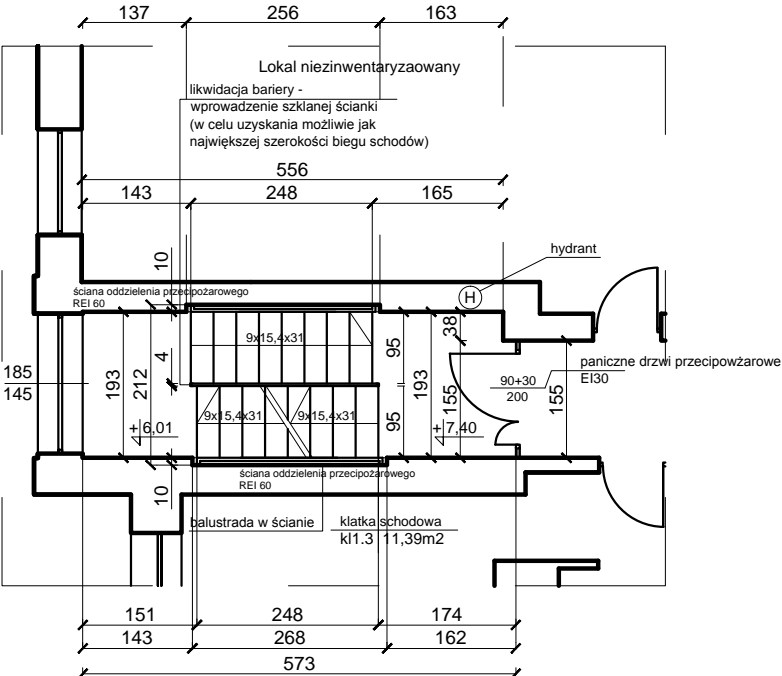 137 256 163
Lokal niezinwentaryzaowany
likwidacja bariery -
wprowadzenie szklanej ścianki
(w celu uzyskania możliwie jak
największej szerokości biegu schodów)
556
143 248 165
hydrant
10
ściana oddzielenia przecipożarowego
REI 60
H
9x15,4x31
38
95
4
193
212
193
155
155
185
145
paniczne drzwi przecipowżarowe
EI30
90+30
200
9x15,4x31
9x15,4x31
95
+ 6,01
+ 7,40
ściana oddzielenia przecipożarowego
REI 60
10
balustrada w ścianie
klatka schodowa
kl1.3 11,39m2
151 248 174
143 268 162
573